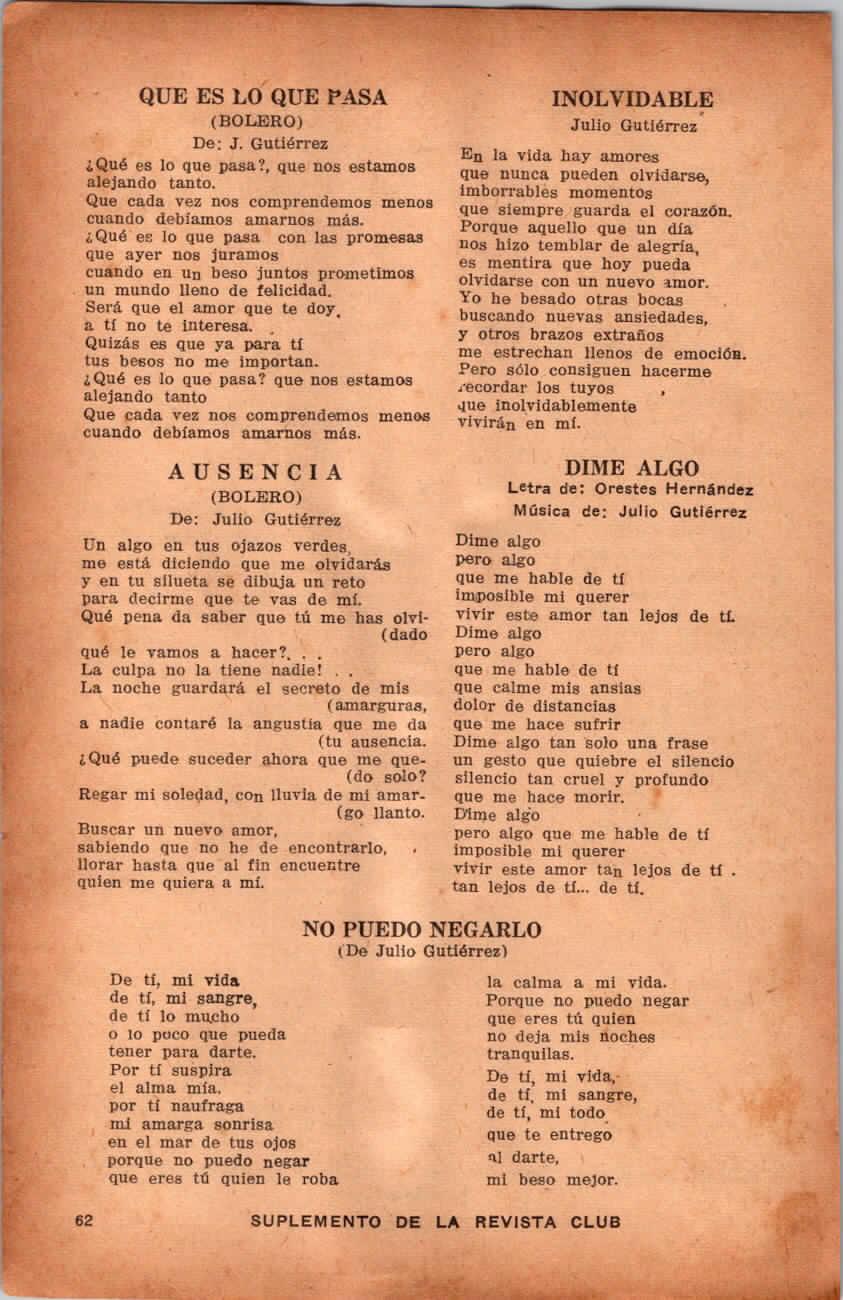 QUE ES LO QUE PASA
(BOLERO)
De: J. Gutiérrez
¿Qué es lo que pasa?, que nos estamos
alejando tanto.
Que cada vez nos comprendemos menos
cuando debíamos amarnos más.
¿Qué es lo que pasa con las promesas
que ayer nos juramos
cuando en un beso juntos prometimos
un mundo lleno de felicidad.
Será que el amor que te doy,
a tí no te interesa.
Quizás es que ya para tí
tus besos no me importan.
¿Qué es lo que pasa? que nos estamos
alejando tanto
Que cada vez nos comprendemos menos
cuando debíamos amarnos más.
AUSENCIA
(BOLERO)
De: Julio Gutiérrez
Un algo en tus ojazos verdes,
me está diciendo que me olvidarás
y en tu silueta se dibuja un reto
para decirme que te vas de mí.
Qué pena da saber que tú me has olvi-
(dado
qué le vamos a hacer?. . .
La culpa no la tiene nadie! . .
La noche guardará el secreto de mis
(amarguras,
a nadie contaré la angustia que me da
(tu ausencia.
¿Qué puede suceder ahora que me que-
(do solo?
Regar mi soledad, con lluvia de mi amar-
(go llanto.
Buscar un nuevo amor,
sabiendo que no he de encontrarlo,
llorar hasta que al fin encuentre
quien me quiera a mí.
INOLVIDABLE
Julio Gutiérrez
En la vida hay amores
que nunca pueden olvidarse,
imborrables momentos
que siempre guarda el corazón.
Porque aquello que un día
nos hizo temblar de alegría,
es mentira que hoy pueda
olvidarse con un nuevo amor.
Yo he besado otras bocas
buscando nuevas ansiedades,
y otros brazos extraños
me estrechan llenos de emoción.
Pero sólo consiguen hacerme
recordar los tuyos
que inolvidablemente
vivirán en mí.
DIME ALGO
Letra de: Orestes Hernández
Música de: Julio Gutiérrez
Dime algo
pero algo
que me hable de tí
imposible mi querer
vivir este amor tan lejos de tí.
Dime algo
pero algo
que me hable de tí
que calme mis ansias
dolor de distancias
que me hace sufrir
Dime algo tan solo una frase
un gesto que quiebre el silencio
silencio tan cruel y profundo
que me hace morir.
Dime algo
pero algo que me hable de tí
imposible mi querer
vivir este amor tan lejos de tí .
tan lejos de tí... de tí.
NO PUEDO NEGARLO
(De Julio Gutiérrez)
De tí, mi vida
de tí, mi sangre,
de tí lo mucho
o lo poco que pueda
tener para darte.
Por tí suspira
el alma mía.
por tí naufraga
mi amarga sonrisa
en el mar de tus ojos
porque no puedo negar
que eres tú quien le roba
la calma a mi vida.
Porque no puedo negar
que eres tú quien
no deja mis noches
tranquilas.
De tí, mi vida,
de tí, mi sangre,
de tí, mi todo
que te entrego
al darte,
mi beso mejor.
62 SUPLEMENTO DE LA REVISTA CLUB